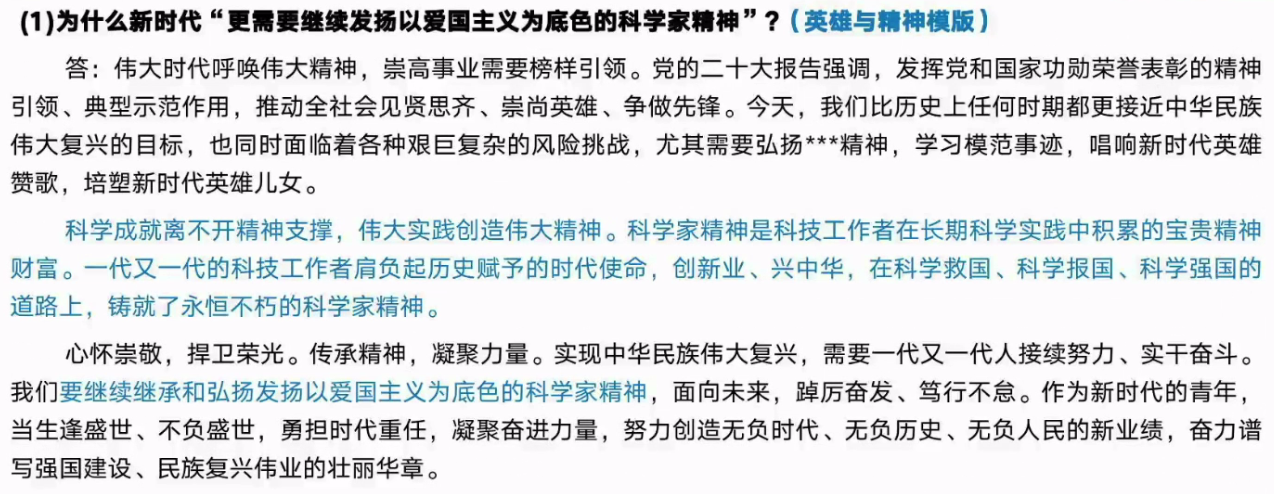 (1)为什么新时代“更需要继续发扬以爱国主义为底色的科学家精神”?（英雄与精神模版）
答：伟大时代呼唤伟大精神，崇高事业需要榜样引领。党的二十大报告强调，发挥党和国家功勋荣誉表彰的精神
引领、典型示范作用，推动全社会见贤思齐、崇尚英雄、争做先锋。今天，我们比历史上任何时期都更接近中华民族
伟大复兴的目标，也同时面临着各种艰巨复杂的风险挑战，尤其需要弘扬***精神，学习模范事迹，唱响新时代英雄
赞歌，培塑新时代英雄儿女。
科学成就离不开精神支撑，伟大实践创造伟大精神。科学家精神是科技工作者在长期科学实践中积累的宝贵精神
财富。一代又一代的科技工作者肩负起历史赋予的时代使命，创新业、兴中华，在科学救国、科学报国、科学强国的
道路上，铸就了永恒不朽的科学家精神。
心怀崇敬，捍卫荣光。传承精神，凝聚力量。实现中华民族伟大复兴，需要一代又一代人接续努力、实干奋斗。
我们要继续继承和弘扬发扬以爱国主义为底色的科学家精神，面向未来，踔厉奋发、笃行不怠。作为新时代的青年，
当生逢盛世、不负盛世，勇担时代重任，凝聚奋进力量，努力创造无负时代、无负历史、无负人民的新业绩，奋力谱
写强国建设、民族复兴伟业的壮丽华章。